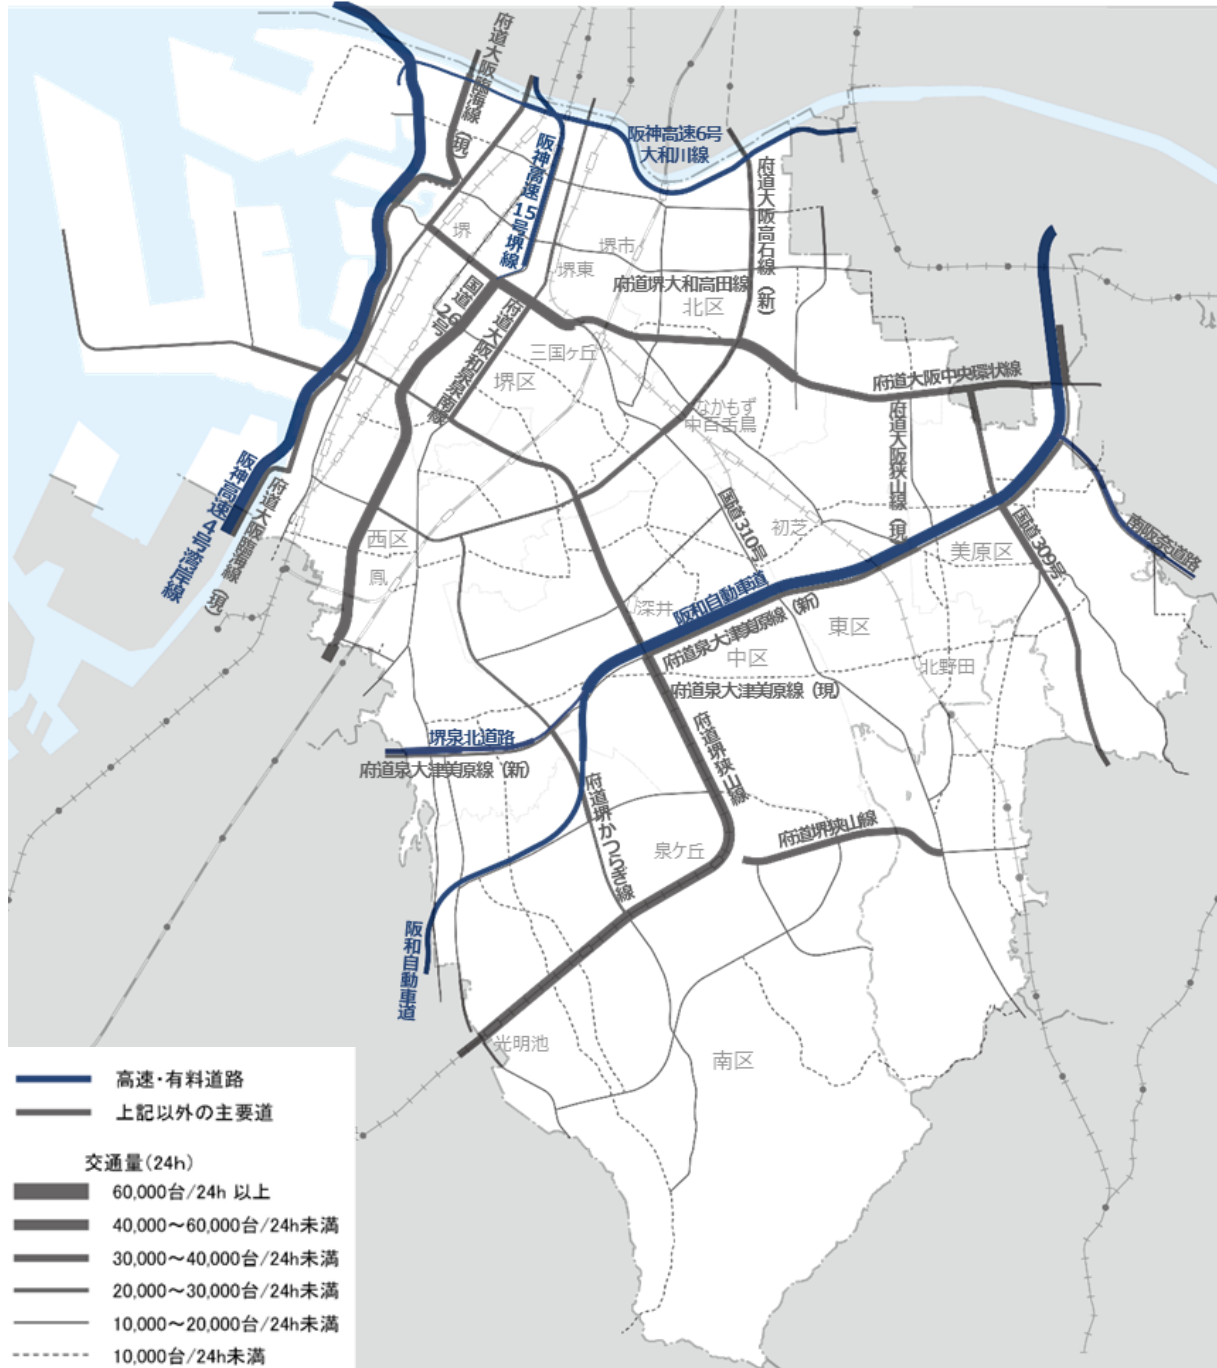 府道大阪臨海線（現）
阪神高速6号
大和川線
阪神高速
15
1号堺線
府道大阪高石線（新）
堺
堺市
堺東
府道堺大和高田線
北区
国道26号
府道大阪和泉泉南線
三国ヶ丘
堺区
府道大阪中央環状線
なかもず
中百舌鳥
府道大阪狭山線（現）
阪神高速4号湾岸線
府道大阪臨海線（現）
国道310号
国道309号
南阪奈道路
西区
鳳
初芝
美原区
深井
阪和自動車道
府道泉大津美原線（新）
東区
中区
北野田
府道泉大津美原線（現）
府道堺狭山線
堺泉北道路
府道泉大津美原線（新）
府道堺かつらぎ線
府道堺狭山線
泉ケ丘
阪和自動車道
光明池
南区
高速・有料道路
上記以外の主要道
交通量(24h)
60,000台/24h 以上
40,000～60,000台/24h未満
30,000～40,000台/24h未満
20,000～30,000台/24h未満
10,000～20,000台/24h未満
10,000台/24h未満